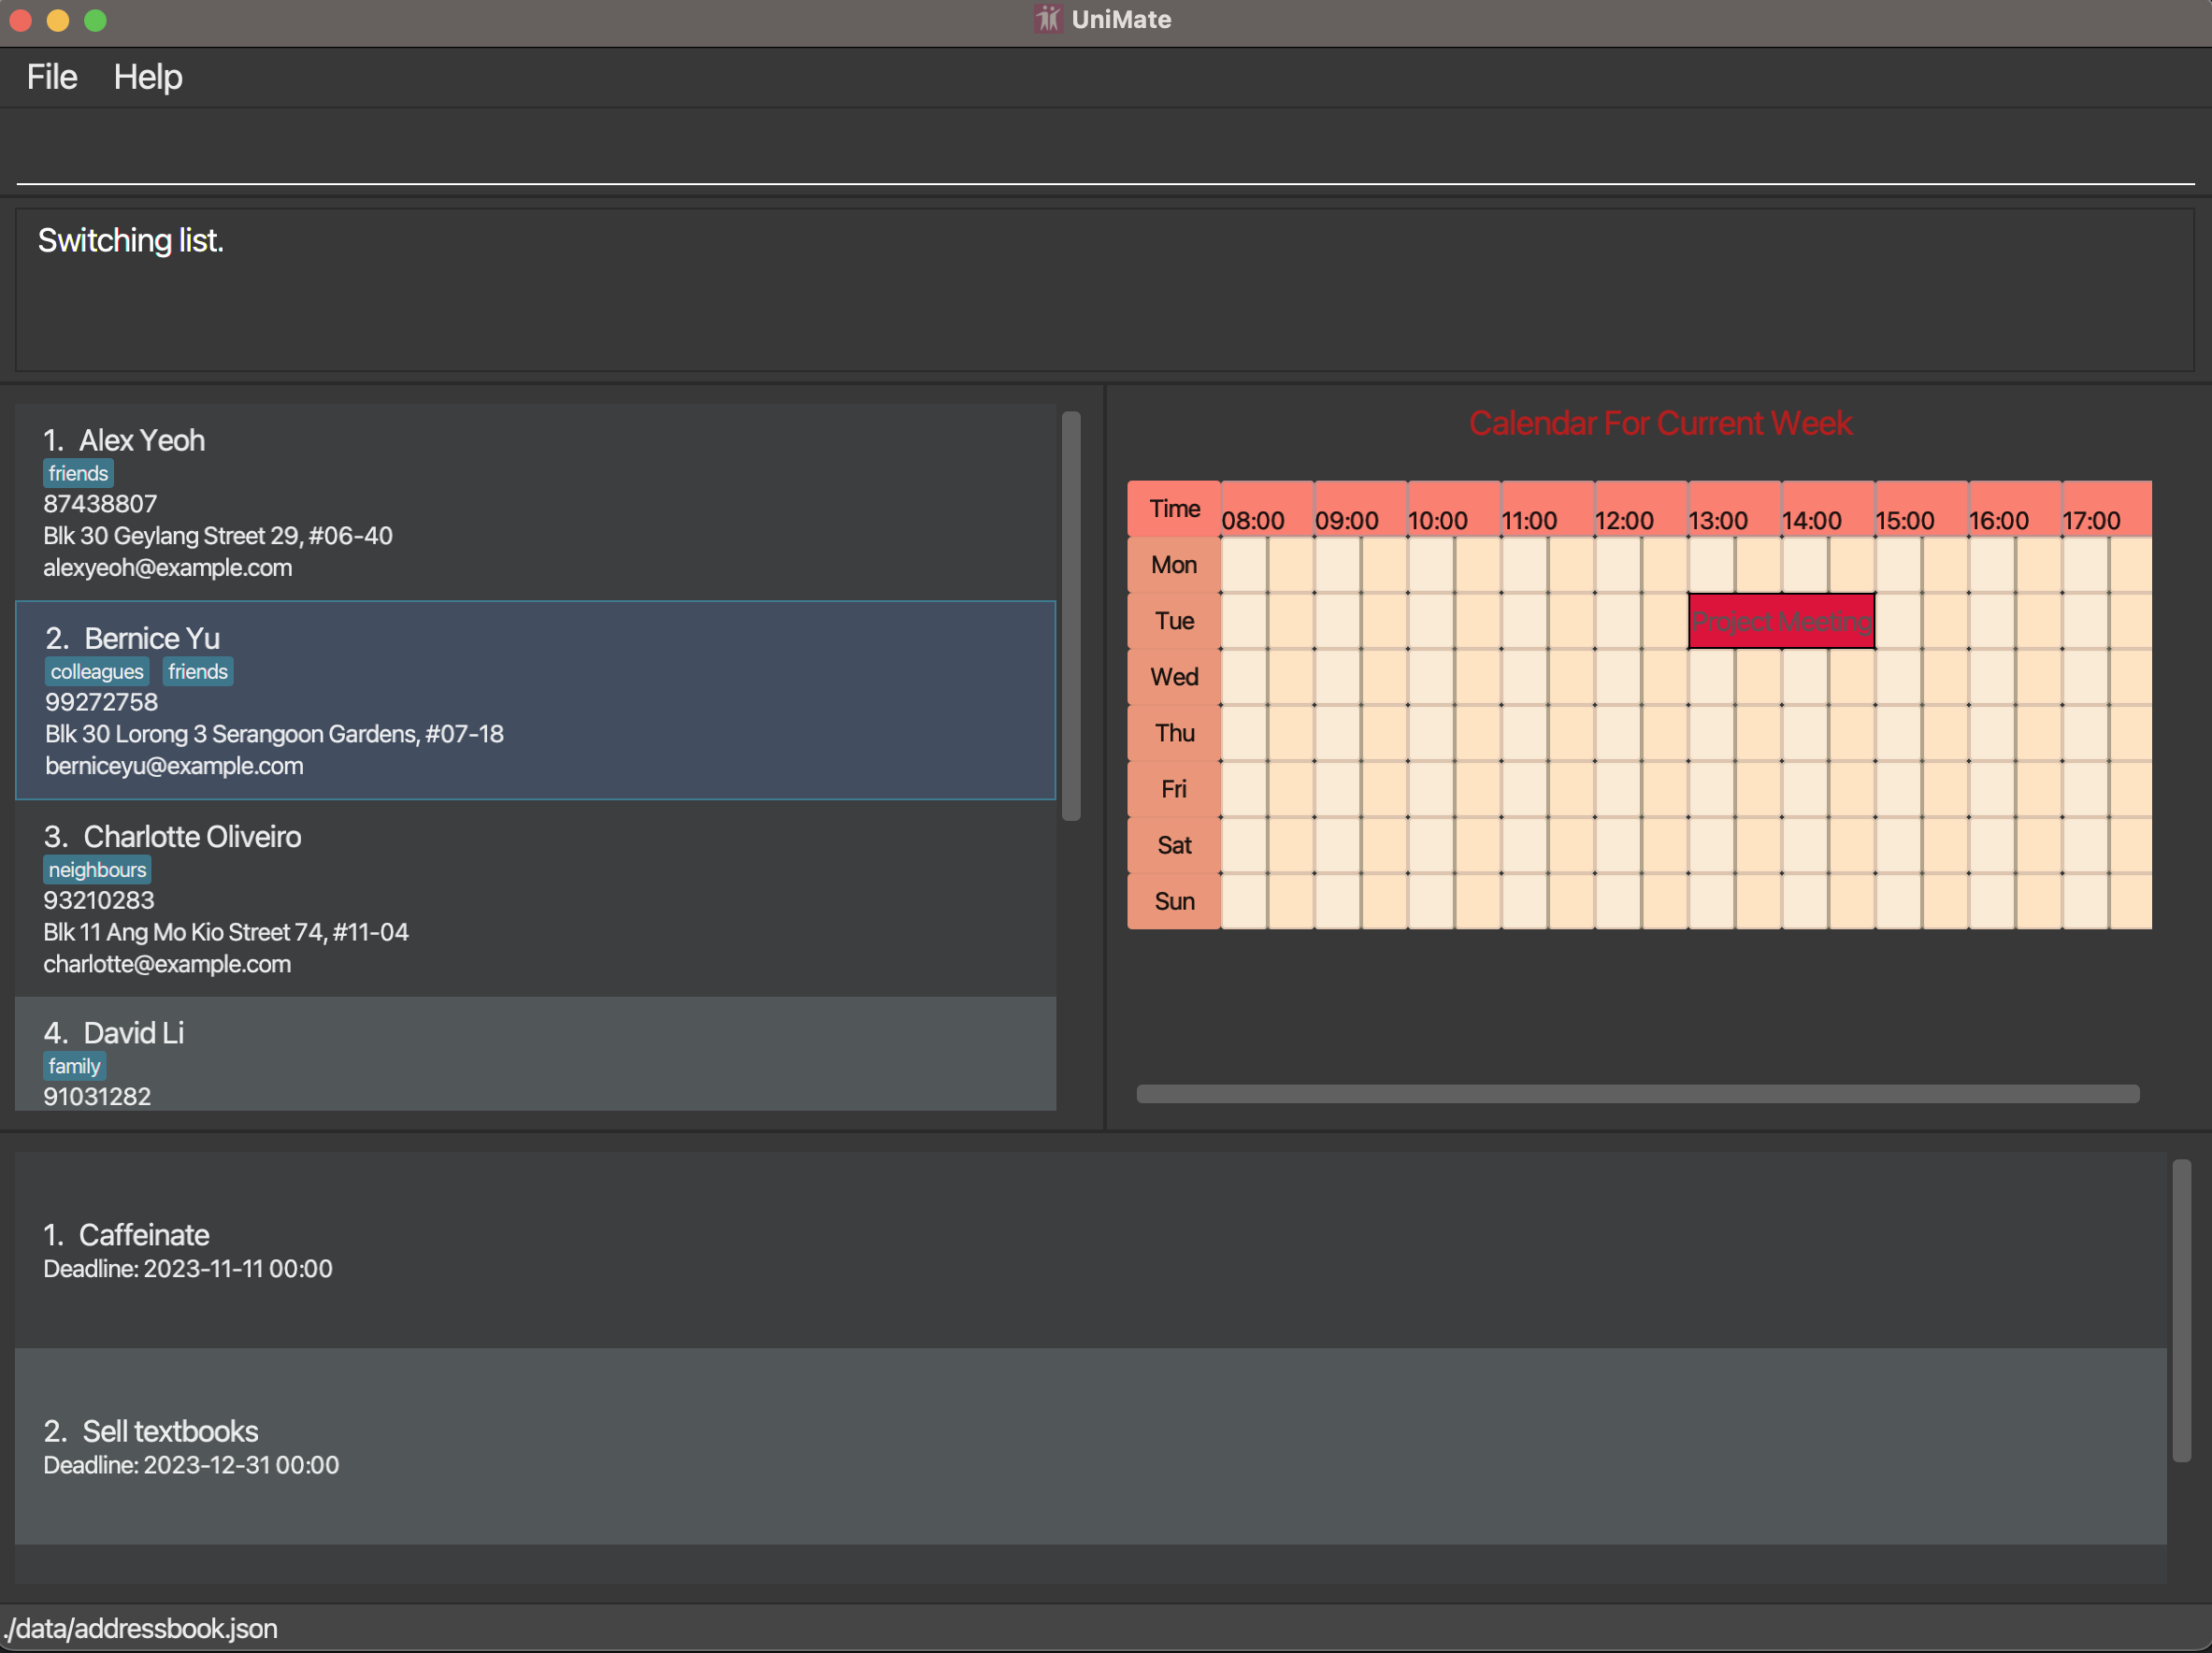 UniMate
File Help
Switching list.
1. Alex Yeoh
friends
87438807
Blk 30 Geylang Street 29, #06-40
alexyeoh@example.com
2. Bernice Yu
colleagues friends
99272758
Blk 30 Lorong 3 Serangoon Gardens, #07-18
berniceyu@example.com
3. Charlotte Oliveiro
neighbours
93210283
Blk 11 Ang Mo Kio Street 74, #11-04
charlotte@example.com
4. David Li
family
91031282
Calendar For Current Week
Time 08:00 09:00 10:00 11:00 12:00 13:00 14:00 15:00 16:00 17:00
Mon
Tue Project Meeting
Wed
Thu
Fri
Sat
Sun
1. Caffeinate
Deadline: 2023-11-11 00:00
2. Sell textbooks
Deadline: 2023-12-31 00:00
./data/addressbook.json